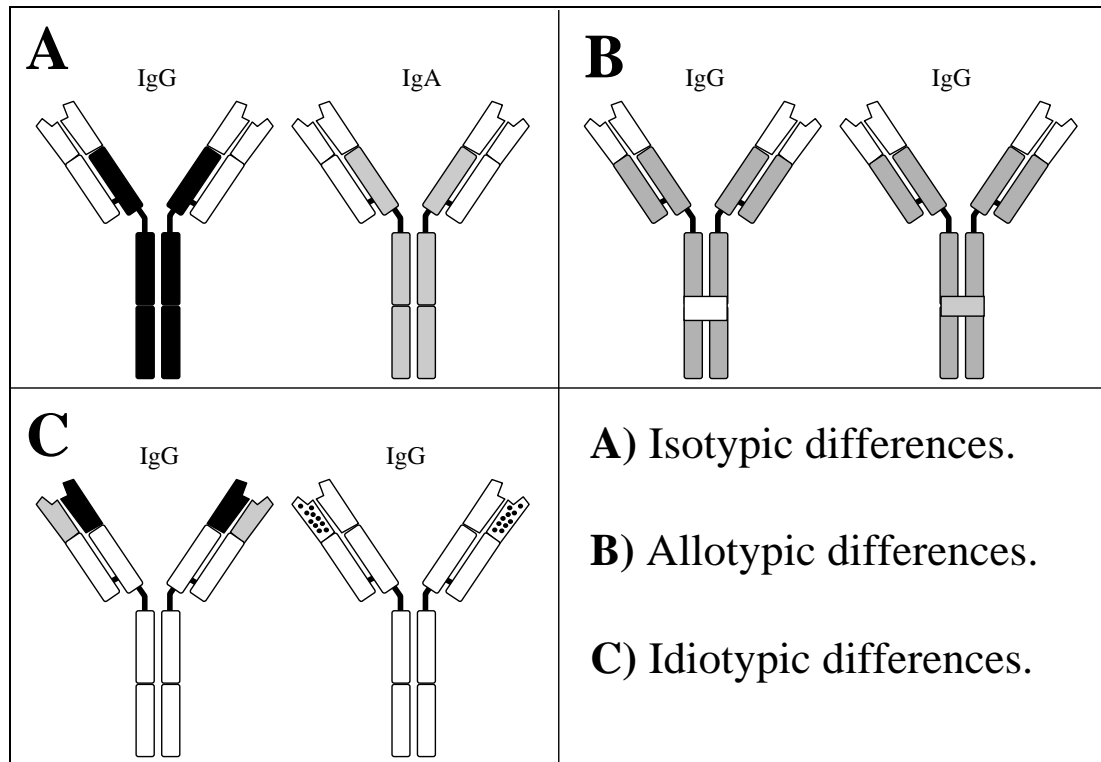 A
IgG
IgA
B
IgG
IgG
C
IgG
IgG
A) Isotypic differences.
B) Allotypic differences.
C) Idiotypic differences.